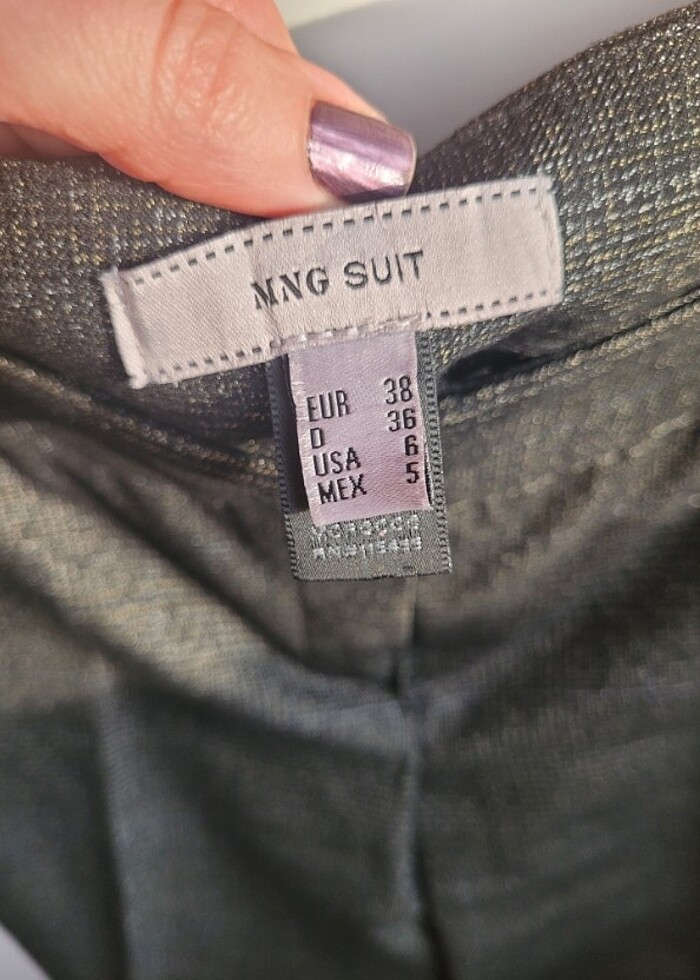 MNG SUIT
EUR 38
D 36
USA 6
MEX 5